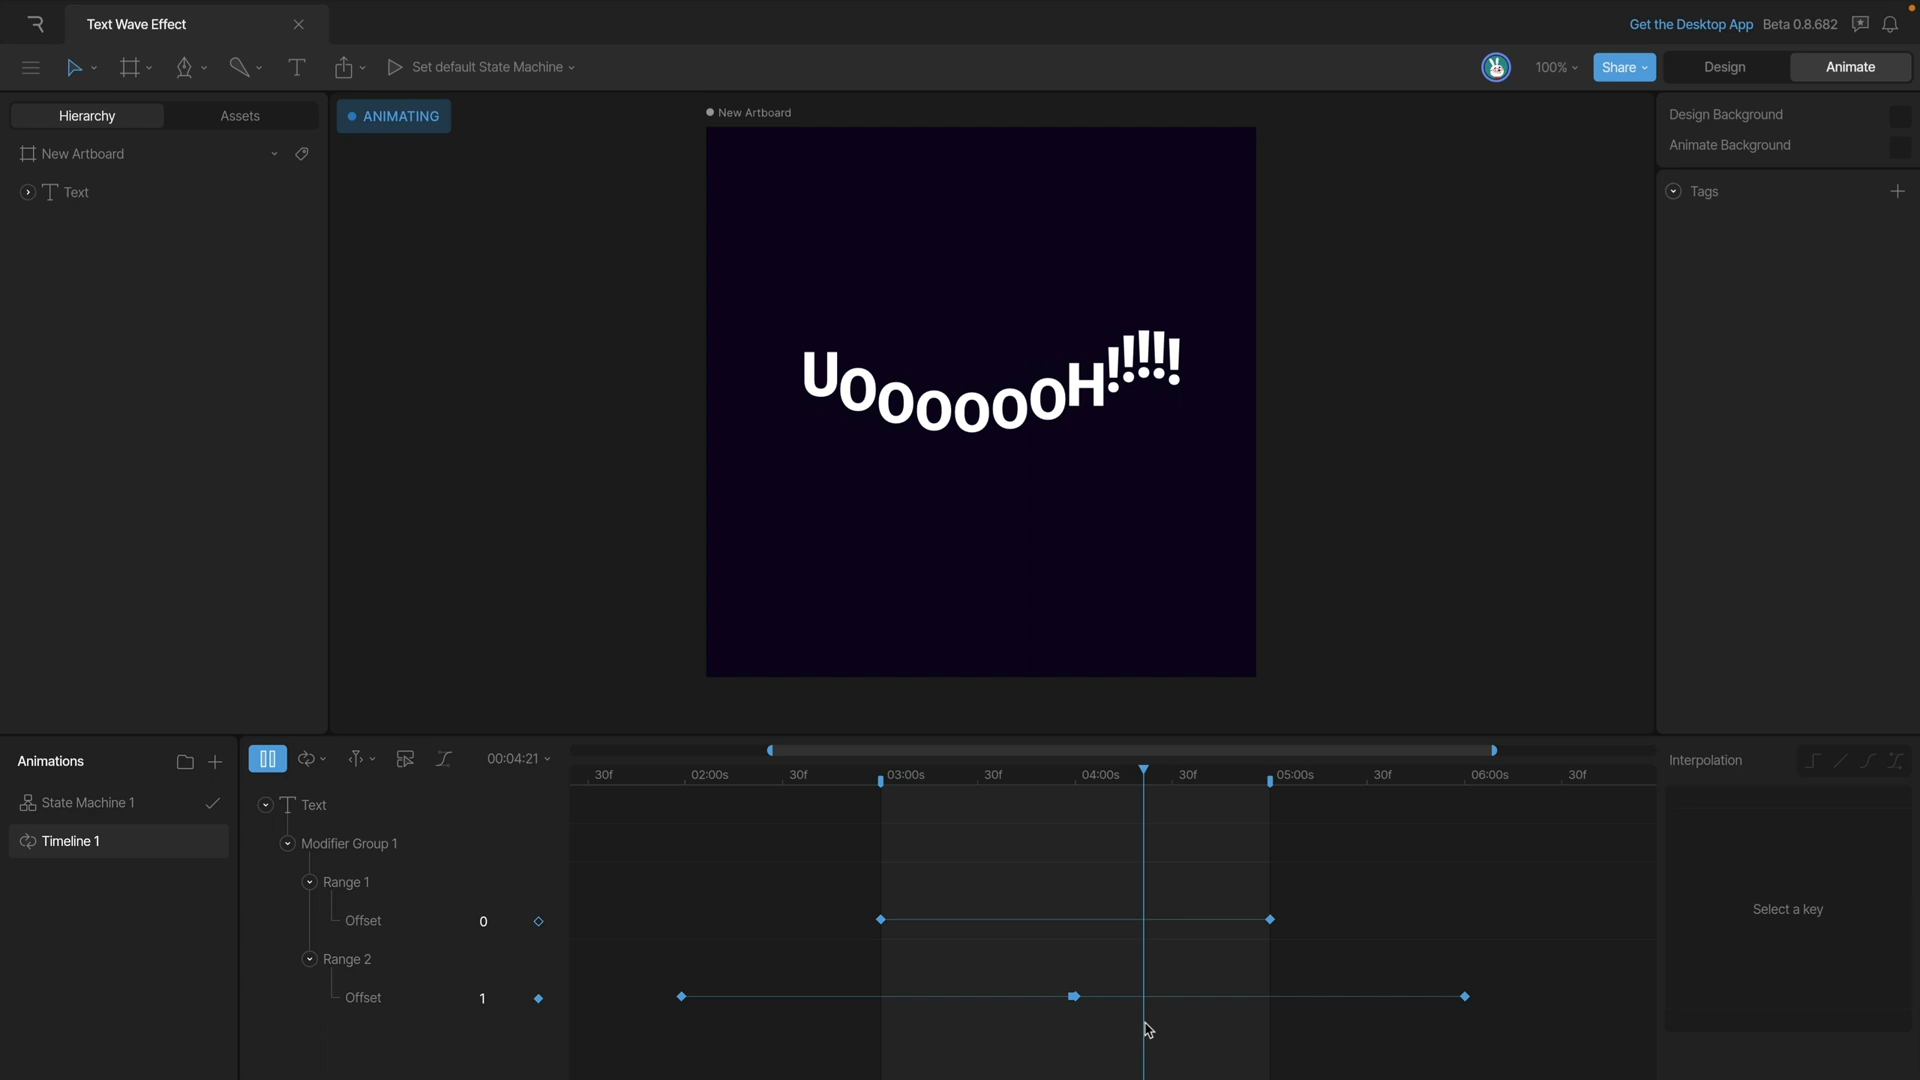 Text Wave Effect
Get the Desktop App Beta 0.8.682
Set default State Machine
100%
Share
Design
Animate
Hierarchy
Assets
ANIMATING
New Artboard
Design Background
Animate Background
New Artboard
Text
Tags
UOOOOOOH!!!!!
Animations
00:04:21
Interpolation
30f
02:00s
30f
03:00s
30f
04:00s
30f
05:00s
30f
06:00s
30f
State Machine 1
Text
Timeline 1
Modifier Group 1
Range 1
Offset
0
Select a key
Range 2
Offset
1